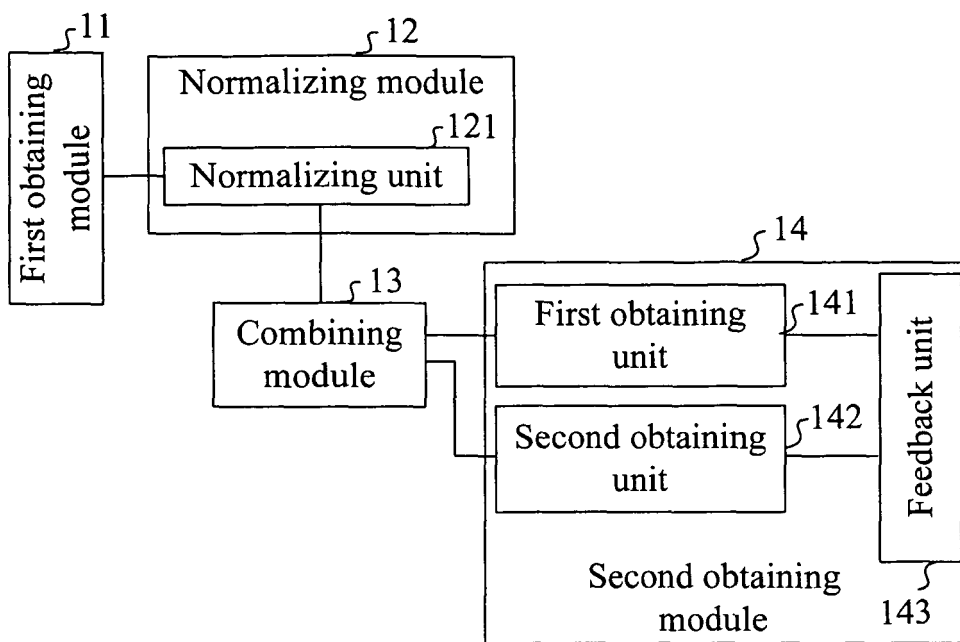 11
First obtaining
module
12
Normalizing module
121
Normalizing unit
13
Combining
module
14
First obtaining
unit
141
Second obtaining
unit
142
Feedback unit
143
Second obtaining
module